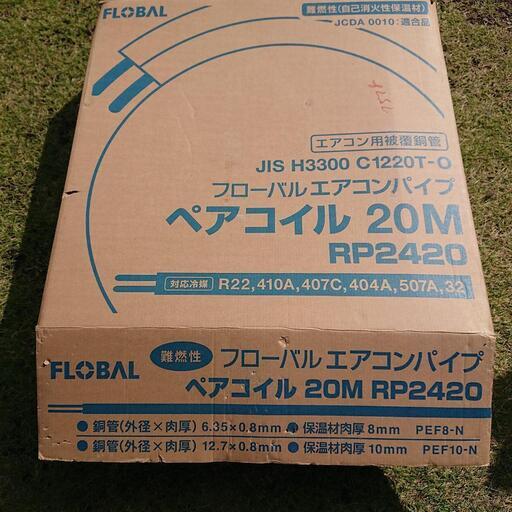 FLOBAL
難燃性(自己消火性保温材)
JCDA 0010:適合品
エアコン用被覆銅管
JIS H3300 C1220T-O
フローバル エアコンパイプ
ペアコイル 20M
RP2420
対応冷媒 R22,410A,407C,404A,507A,32
FLOBAL 難燃性 フローバル エアコンパイプ
ペアコイル 20M RP2420
●銅管(外径×肉厚) 6.35×0.8mm ●保温材肉厚 8mm PEF8-N
●銅管(外径×肉厚) 12.7×0.8mm ●保温材肉厚 10mm PEF10-N